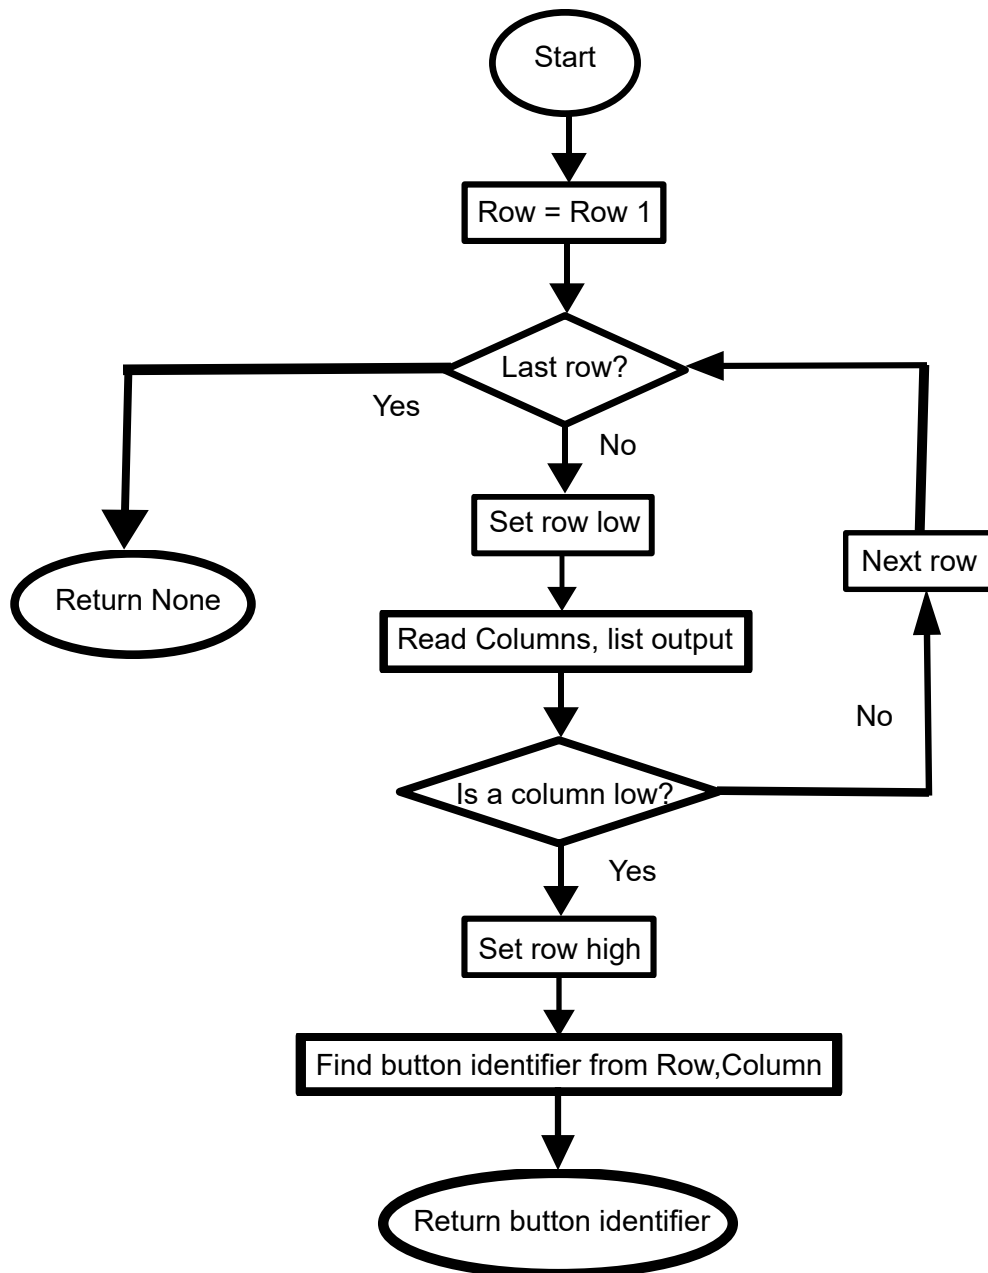 Start
Row = Row 1
Last row?
Yes
No
Set row low
Next row
Return None
Read Columns, list output
No
Is a column low?
Yes
Set row high
Find button identifier from Row,Column
Return button identifier